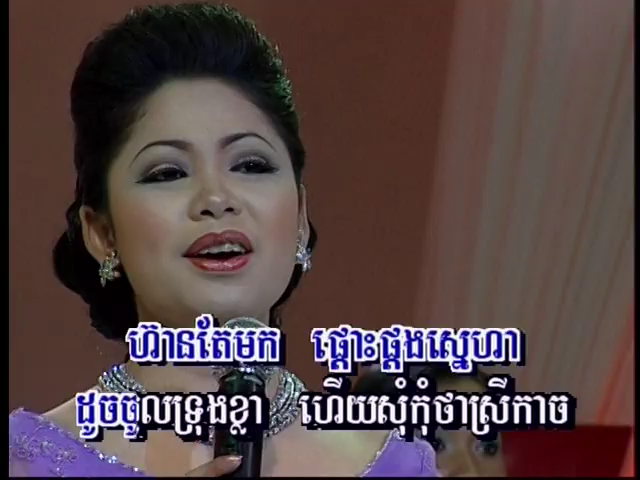 ហ៊ានតែមក ផ្ដោះផ្ដងស្នេហា
ដូចចូលទ្រុងខ្លា ហើយសុំកុំថាស្រីកាច